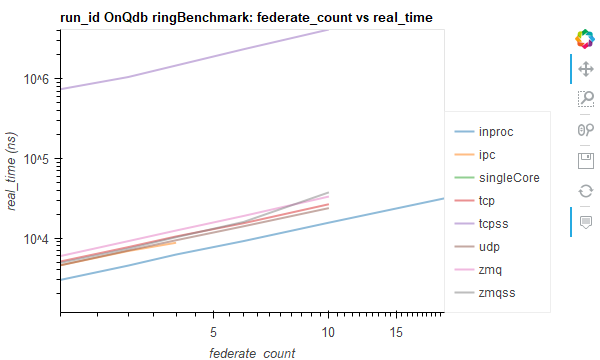 run_id OnQdb ringBenchmark: federate_count vs real_time
real_time (ns)
10^6
10^5
10^4
5
10
15
federate_count
inproc
ipc
singleCore
tcp
tcpss
udp
zmq
zmqss